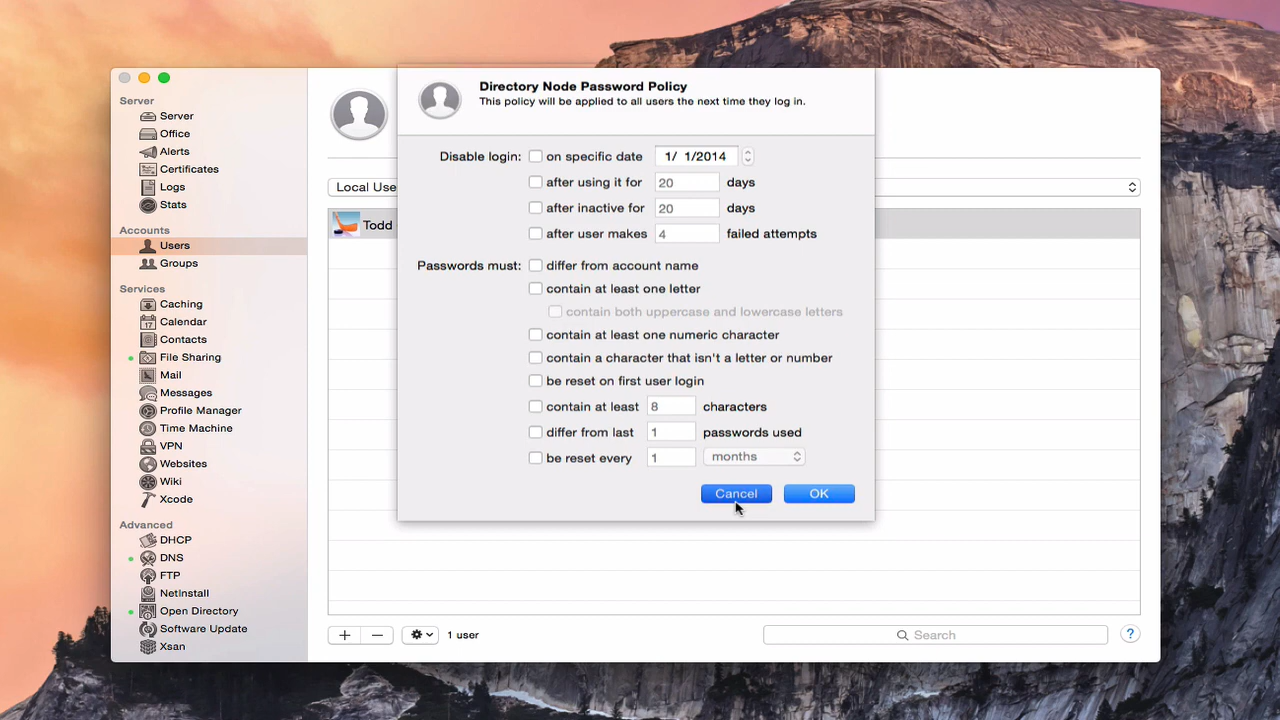 Server
Server
Office
Alerts
Certificates
Logs
Stats
Accounts
Users
Groups
Services
Caching
17
Calendar
Contacts
File Sharing
Mail
Messages
Profile Manager
Time Machine
VPN
Websites
Wiki
Xcode
Advanced
DHCP
DNS
FTP
NetInstall
Open Directory
Software Update
Xsan
Local Use
Todd
Directory Node Password Policy
This policy will be applied to all users the next time they log in.
Disable login: on specific date 1/ 1/2014
after using it for 20 days
after inactive for 20 days
after user makes 4 failed attempts
Passwords must: differ from account name
contain at least one letter
contain both uppercase and lowercase letters
contain at least one numeric character
contain a character that isn't a letter or number
be reset on first user login
contain at least 8 characters
differ from last 1 passwords used
be reset every 1 months
Cancel OK
+ − 1 user Search ?